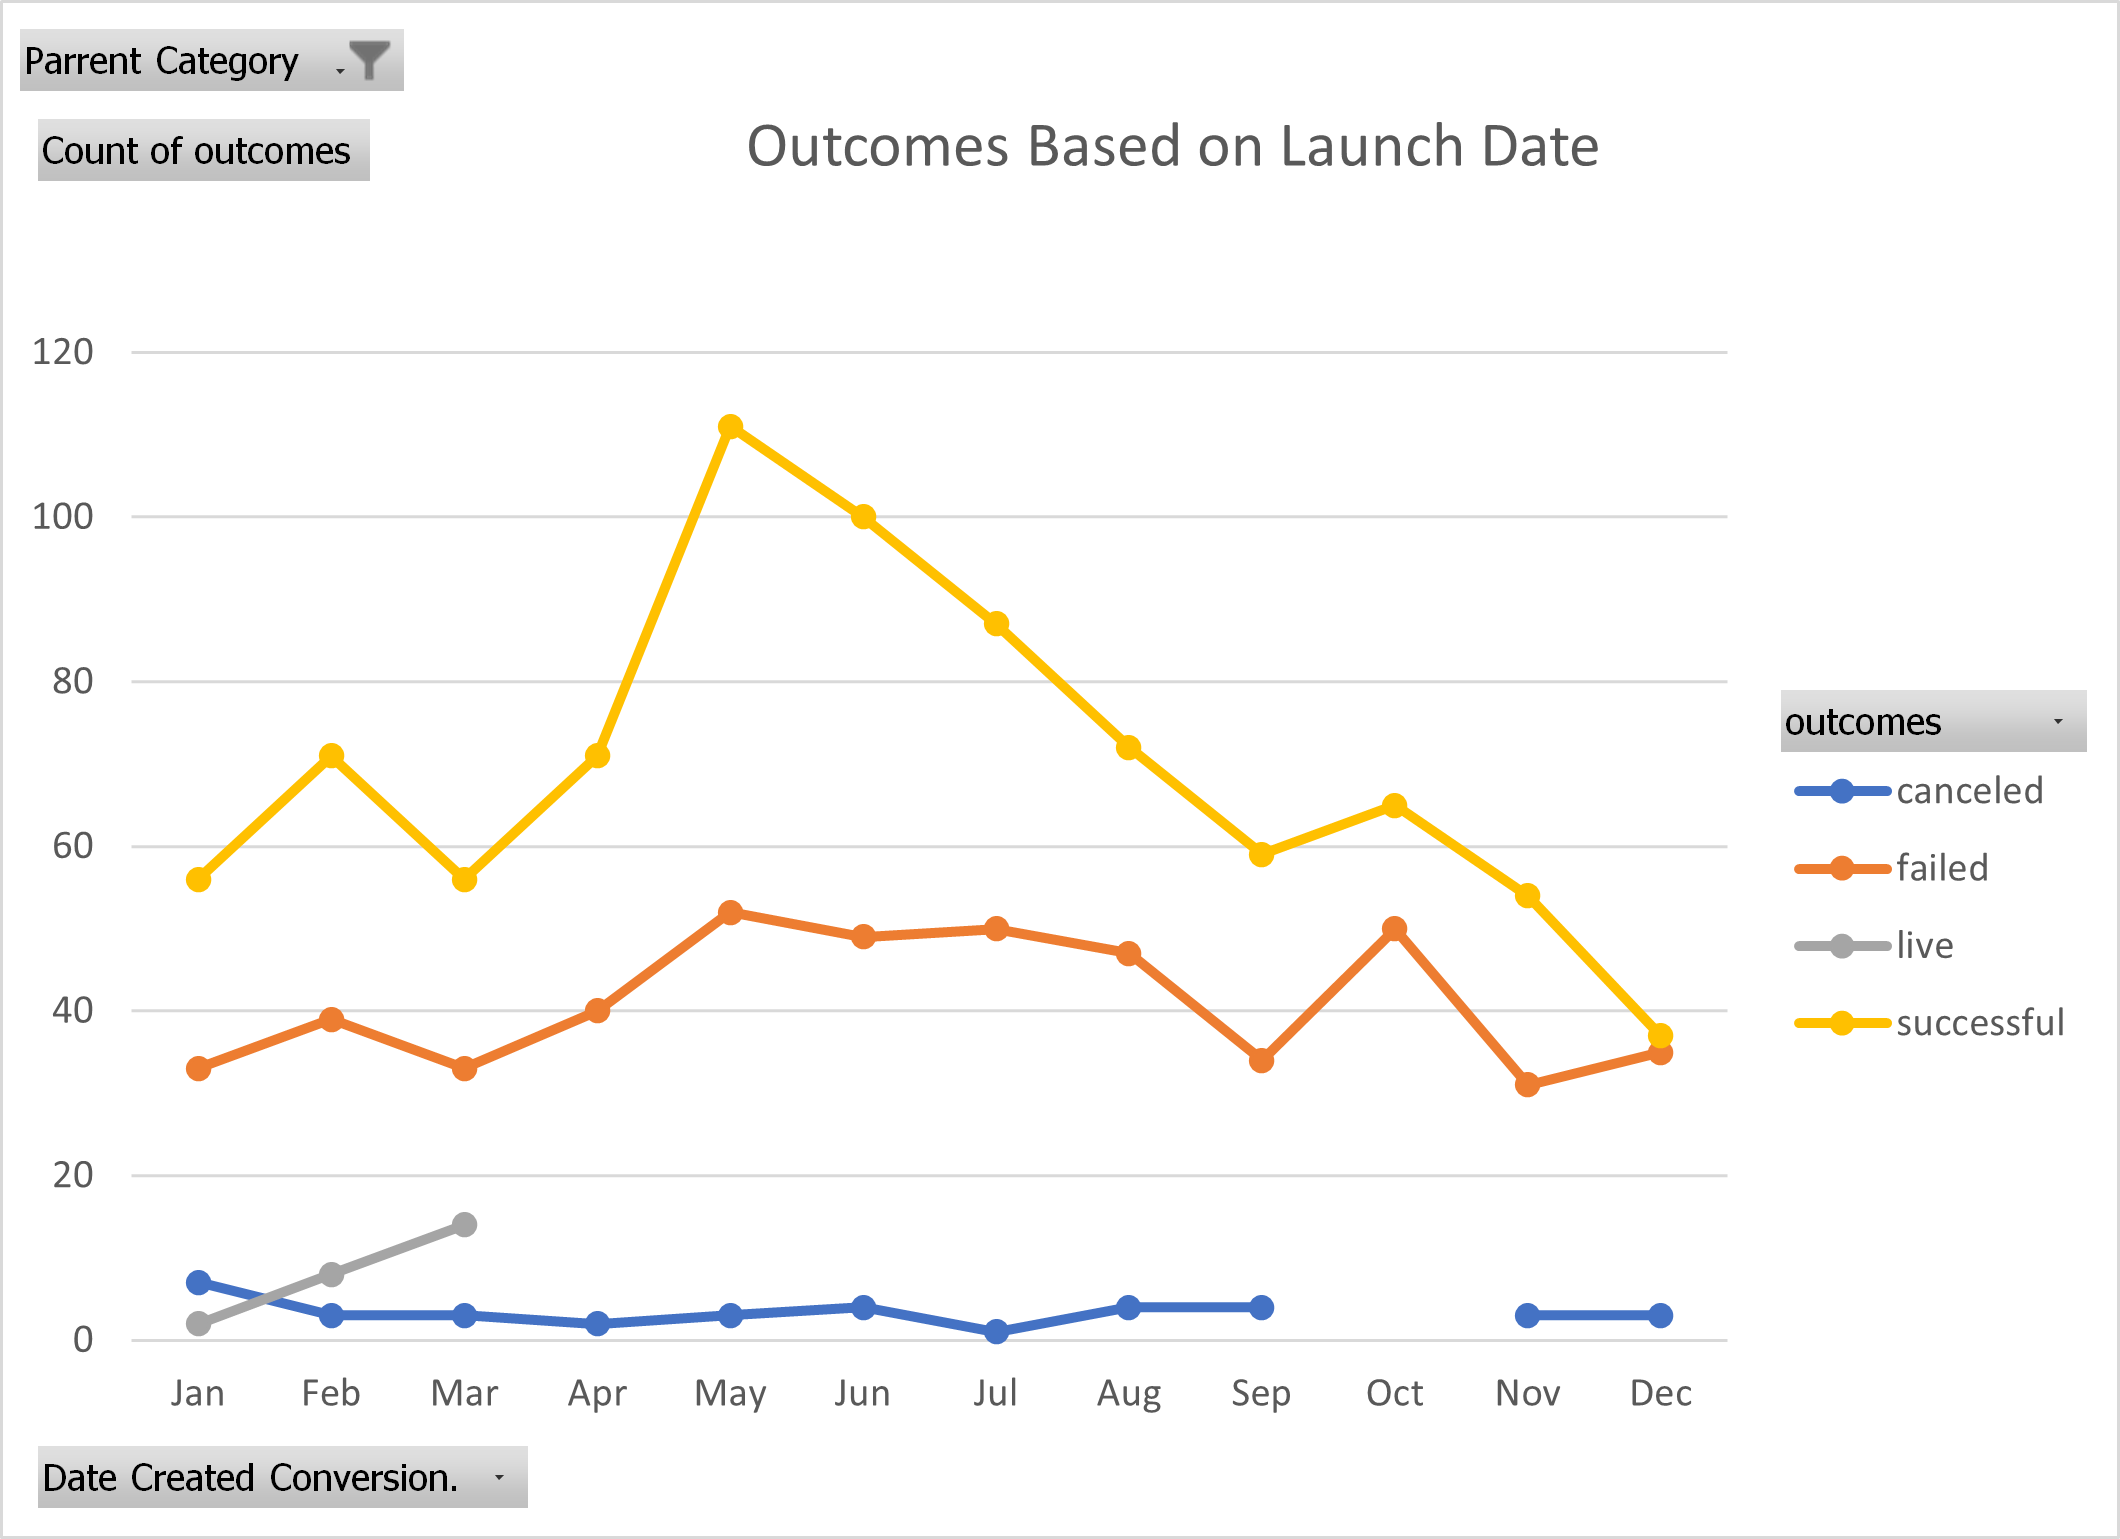 Parrent Category
Count of outcomes
Outcomes Based on Launch Date
120
100
80
60
40
20
0
Jan Feb Mar Apr May Jun Jul Aug Sep Oct Nov Dec
outcomes
canceled
failed
live
successful
Date Created Conversion.